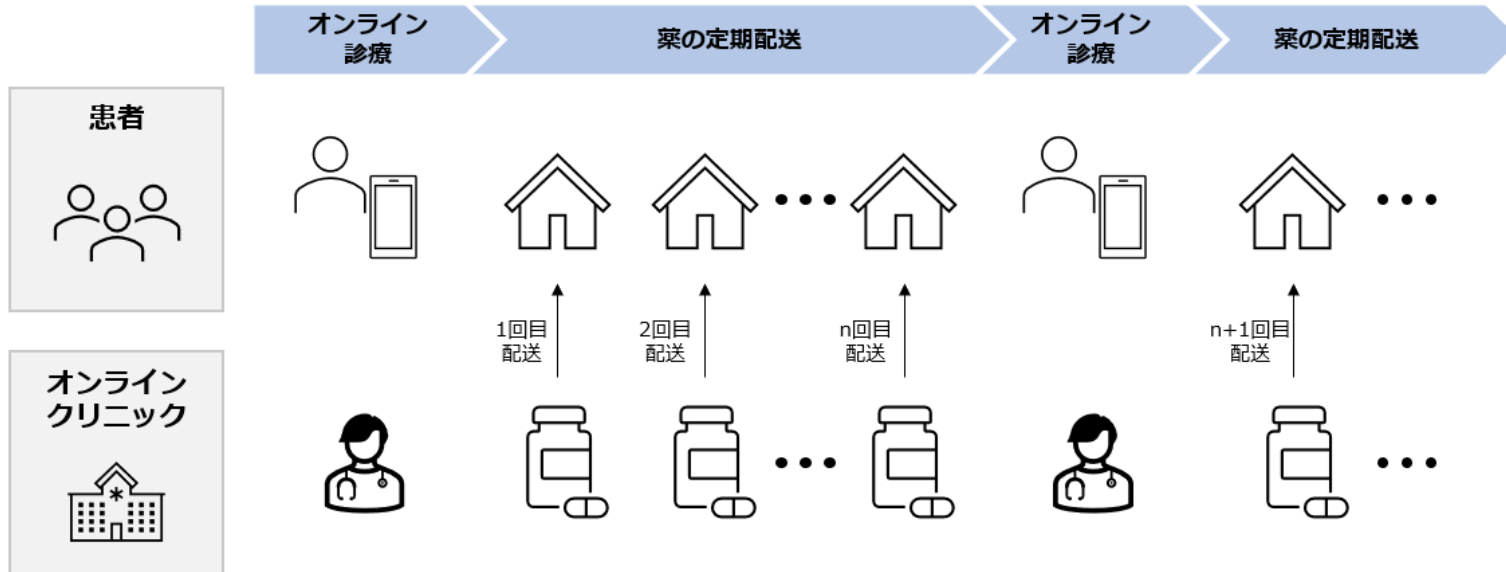 オンライン
診療
薬の定期配送
オンライン
診療
薬の定期配送
患者
1回目
配送
2回目
配送
n回目
配送
n+1回目
配送
オンライン
クリニック